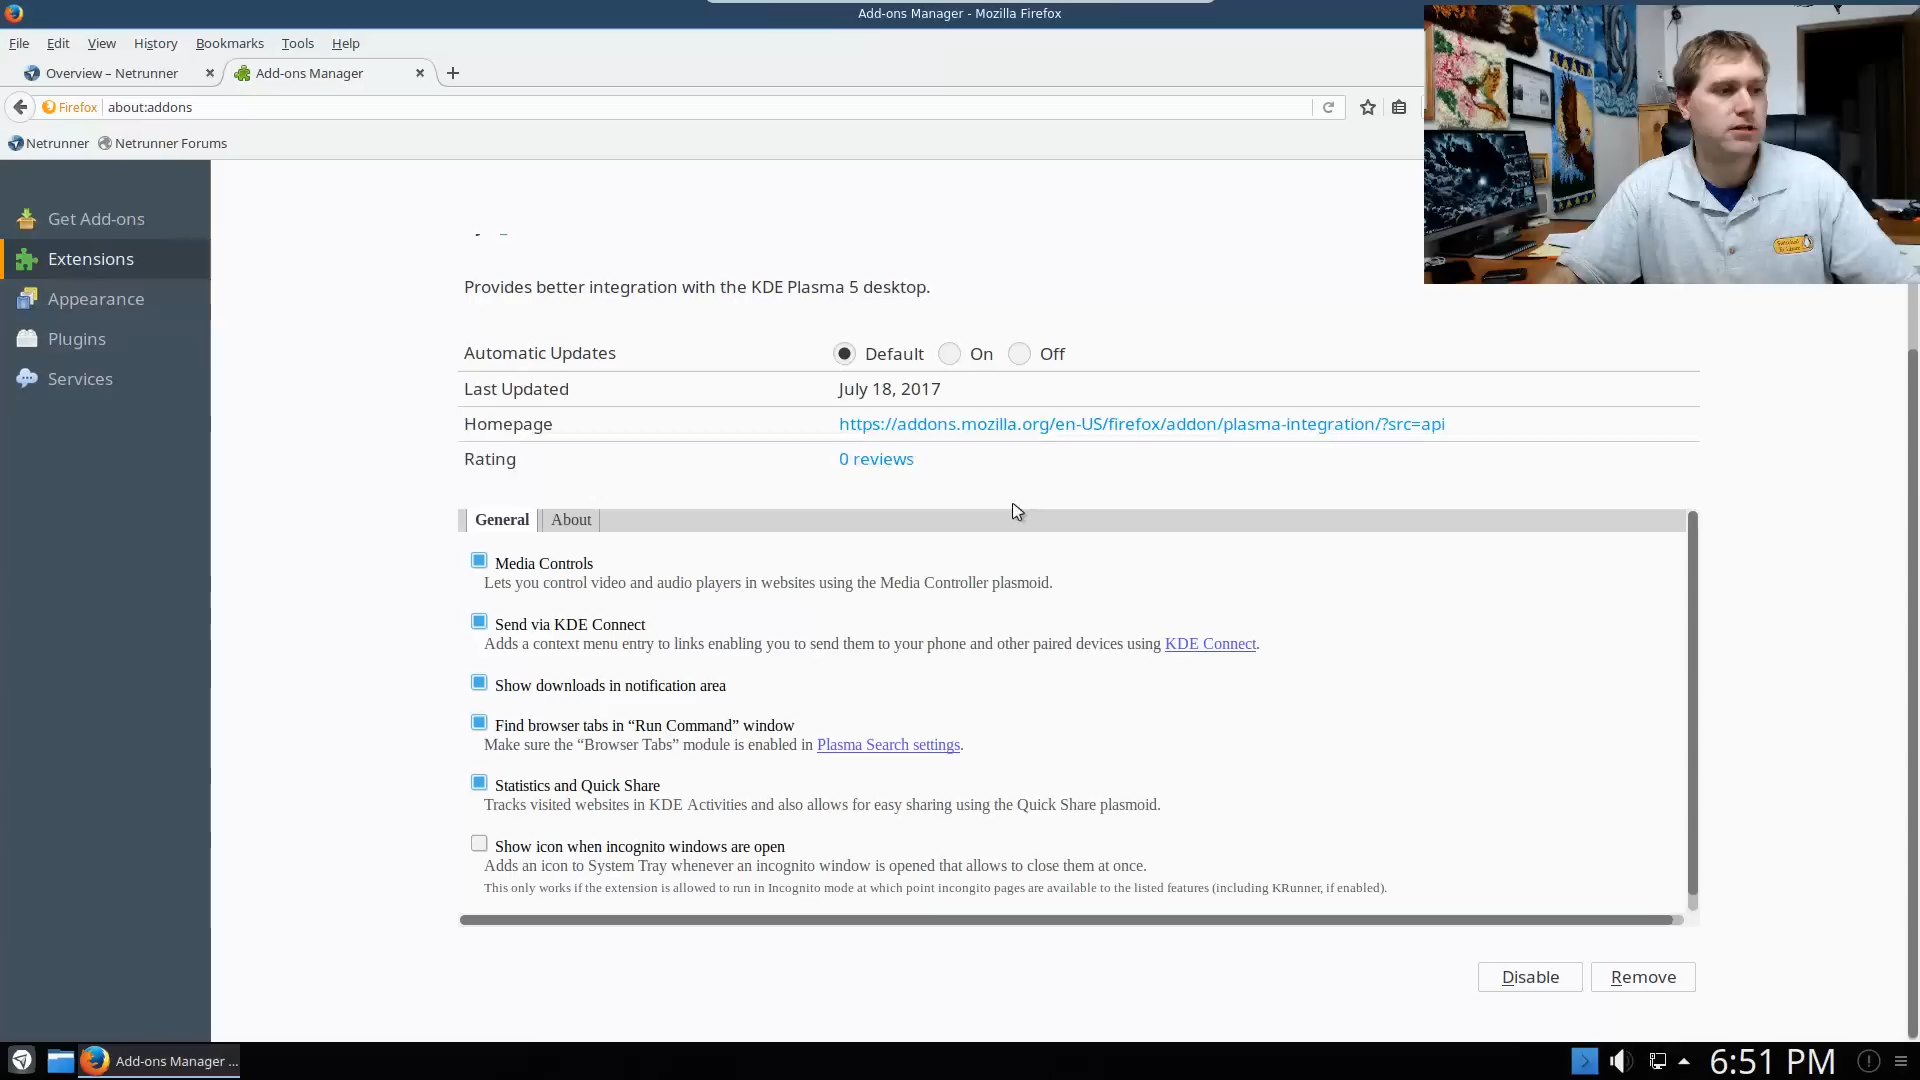 Add-ons Manager - Mozilla Firefox
File Edit View History Bookmarks Tools Help
Overview – Netrunner
Add-ons Manager
Firefox about:addons
Netrunner Netrunner Forums
Get Add-ons
Extensions
Appearance
Plugins
Services
Provides better integration with the KDE Plasma 5 desktop.
Automatic Updates Default On Off
Last Updated July 18, 2017
Homepage https://addons.mozilla.org/en-US/firefox/addon/plasma-integration/?src=api
Rating 0 reviews
General About
Media Controls
Lets you control video and audio players in websites using the Media Controller plasmoid.
Send via KDE Connect
Adds a context menu entry to links enabling you to send them to your phone and other paired devices using KDE Connect.
Show downloads in notification area
Find browser tabs in “Run Command” window
Make sure the “Browser Tabs” module is enabled in Plasma Search settings.
Statistics and Quick Share
Tracks visited websites in KDE Activities and also allows for easy sharing using the Quick Share plasmoid.
Show icon when incognito windows are open
Adds an icon to System Tray whenever an incognito window is opened that allows to close them at once.
This only works if the extension is allowed to run in Incognito mode at which point incongito pages are available to the listed features (including KRunner, if enabled).
Disable Remove
Add-ons Manager ...
6:51 PM